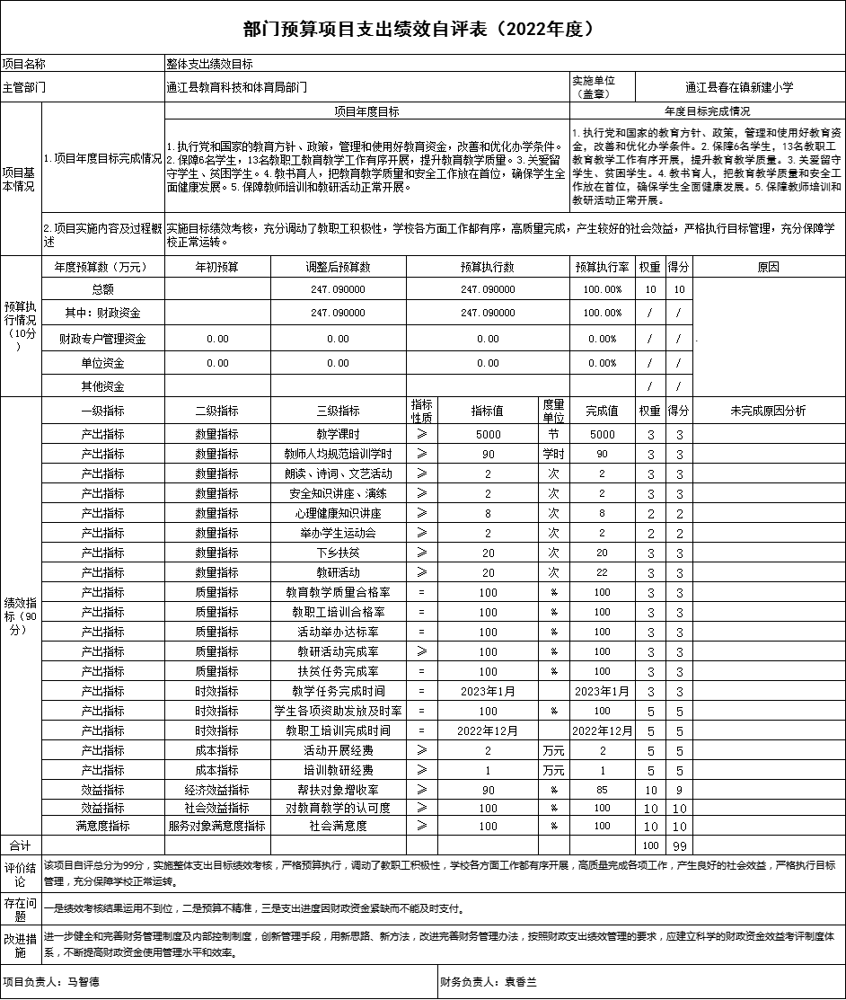 部门预算项目支出绩效自评表（2022年度）
项目名称 整体支出绩效目标
主管部门 通江县教育科技和体育局部门 实施单位（盖章） 通江县春在镇新建小学
项目基本情况 项目年度目标 年度目标完成情况
1.项目年度目标完成情况
1.执行党和国家的教育方针、政策，管理和使用好教育资金，改善和优化办学条件。
2.保障6名学生，13名教职工教育教学工作有序开展，提升教育教学质量。3.关爱留
守学生、贫困学生。4.教书育人，把教育教学质量和安全工作放在首位，确保学生全
面健康发展。5.保障教师培训和教研活动正常开展。
1.执行党和国家的教育方针、政策，管理和使用好教育资
金，改善和优化办学条件。2.保障6名学生，13名教职工
教育教学工作有序开展，提升教育教学质量。3.关爱留守
学生、贫困学生。4.教书育人，把教育教学质量和安全工
作放在首位，确保学生全面健康发展。5.保障教师培训和
教研活动正常开展。
2.项目实施内容及过程概述
实施目标绩效考核，充分调动了教职工积极性，学校各方面工作都有序，高质量完成，产生较好的社会效益，严格执行目标管理，充分保障学
校正常运转。
预算执行情况（10分）
年度预算数（万元） 年初预算 调整后预算数 预算执行数 预算执行率 权重 得分 原因
总额 247.090000 247.090000 100.00% 10 10
其中：财政资金 247.090000 247.090000 100.00% / /
财政专户管理资金 0.00 0.00 0.00 0.00% / / .
单位资金 0.00 0.00 0.00 0.00% / /
其他资金 / /
绩效指标（90分）
一级指标 二级指标 三级指标 指标性质 指标值 度量单位 完成值 权重 得分 未完成原因分析
产出指标 数量指标 教学课时 ≥ 5000 节 5000 3 3
产出指标 数量指标 教师人均规范培训学时 ≥ 90 学时 90 3 3
产出指标 数量指标 朗读、诗词、文艺活动 ≥ 2 次 2 3 3
产出指标 数量指标 安全知识讲座、演练 ≥ 2 次 2 3 3
产出指标 数量指标 心理健康知识讲座 ≥ 8 次 8 2 2
产出指标 数量指标 举办学生运动会 ≥ 2 次 2 2 2
产出指标 数量指标 下乡扶贫 ≥ 20 次 20 3 3
产出指标 数量指标 教研活动 ≥ 20 次 22 3 3
产出指标 质量指标 教育教学质量合格率 = 100 % 100 3 3
产出指标 质量指标 教职工培训合格率 = 100 % 100 3 3
产出指标 质量指标 活动举办达标率 = 100 % 100 3 3
产出指标 质量指标 教研活动完成率 ≥ 100 % 100 3 3
产出指标 质量指标 扶贫任务完成率 = 100 % 100 3 3
产出指标 时效指标 教学任务完成时间 = 2023年1月 2023年1月 3 3
产出指标 时效指标 学生各项资助发放及时率 = 100 % 100 5 5
产出指标 时效指标 教职工培训完成时间 = 2022年12月 2022年12月 5 5
产出指标 成本指标 活动开展经费 ≥ 2 万元 2 5 5
产出指标 成本指标 培训教研经费 ≥ 1 万元 1 5 5
效益指标 经济效益指标 帮扶对象增收率 ≥ 90 % 85 10 9
效益指标 社会效益指标 对教育教学的认可度 ≥ 100 % 100 10 10
满意度指标 服务对象满意度指标 社会满意度 ≥ 100 % 100 10 10
合计 100 99
评价结论
该项目自评总分为99分，实施整体支出目标绩效考核，严格预算执行，调动了教职工积极性，学校各方面工作都有序开展，高质量完成各项工作，产生良好的社会效益，严格执行目标
管理，充分保障学校正常运转。
存在问题
一是绩效考核结果运用不到位，二是预算不精准，三是支出进度因财政资金紧缺而不能及时支付。
改进措施
进一步健全和完善财务管理制度及内部控制制度，创新管理手段，用新思路、新方法，改进完善财务管理办法，按照财政支出绩效管理的要求，应建立科学的财政资金效益考评制度体
系，不断提高财政资金使用管理水平和效率。
项目负责人：马智德 财务负责人：袁香兰